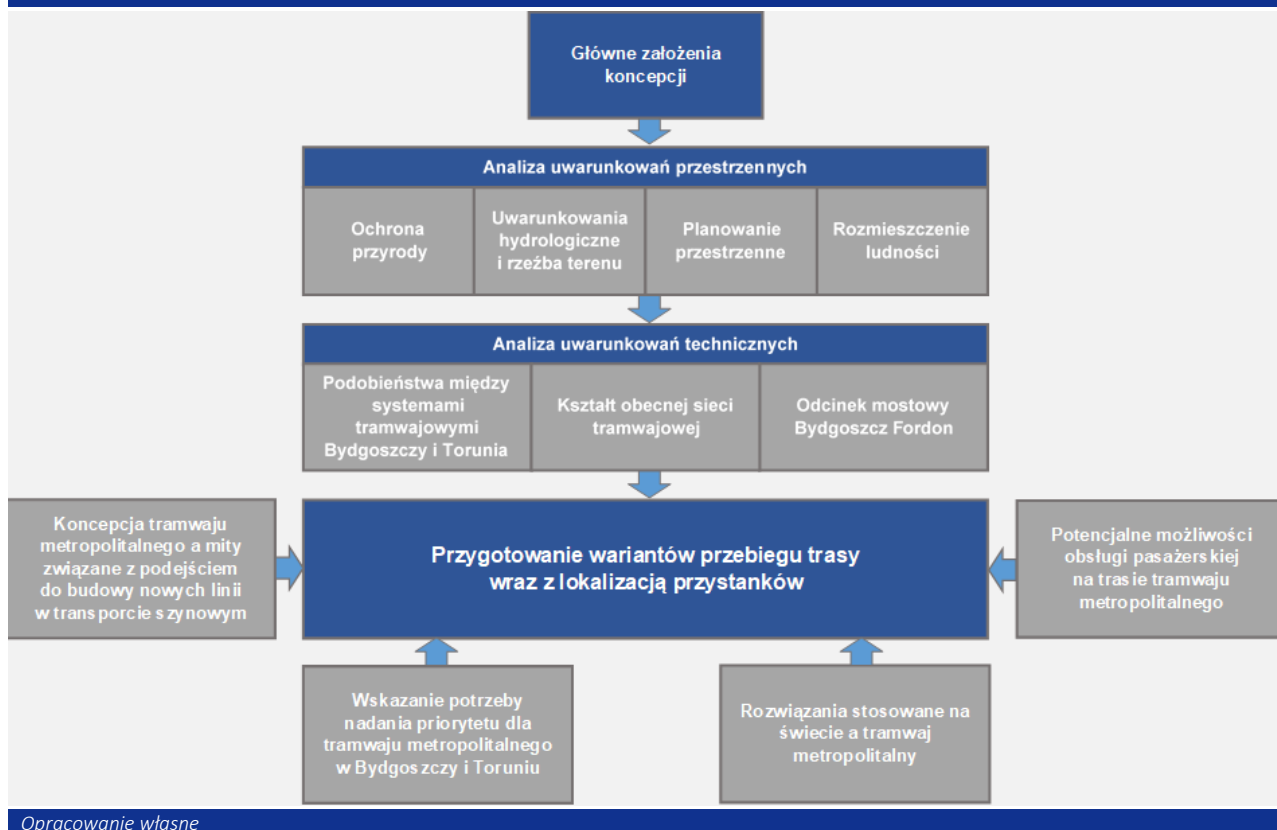 Główne założenia
koncepcji
Analiza uwarunkowań przestrzennych
Ochrona
przyrody
Uwarunkowania
hydrologiczne
i rzeźba terenu
Planowanie
przestrzenne
Rozmieszczenie
ludności
Analiza uwarunkowań technicznych
Podobieństwa między
systemami
tramwajowymi
Bydgoszczy i Torunia
Kształt obecnej sieci
tramwajowej
Odcinek mostowy
Bydgoszcz Fordon
Koncepcja tramwaju
metropolitalnego a mity
związane z podejściem
do budowy nowych linii
w transporcie szynowym
Przygotowanie wariantów przebiegu trasy
wraz z lokalizacją przystanków
Potencjalne możliwości
obsługi pasażerskiej
na trasie tramwaju
metropolitalnego
Wskazanie potrzeby
nadania priorytetu dla
tramwaju metropolitalnego
w Bydgoszczy i Toruniu
Rozwiązania stosowane na
świecie a tramwaj
metropolitalny
Opracowanie własne